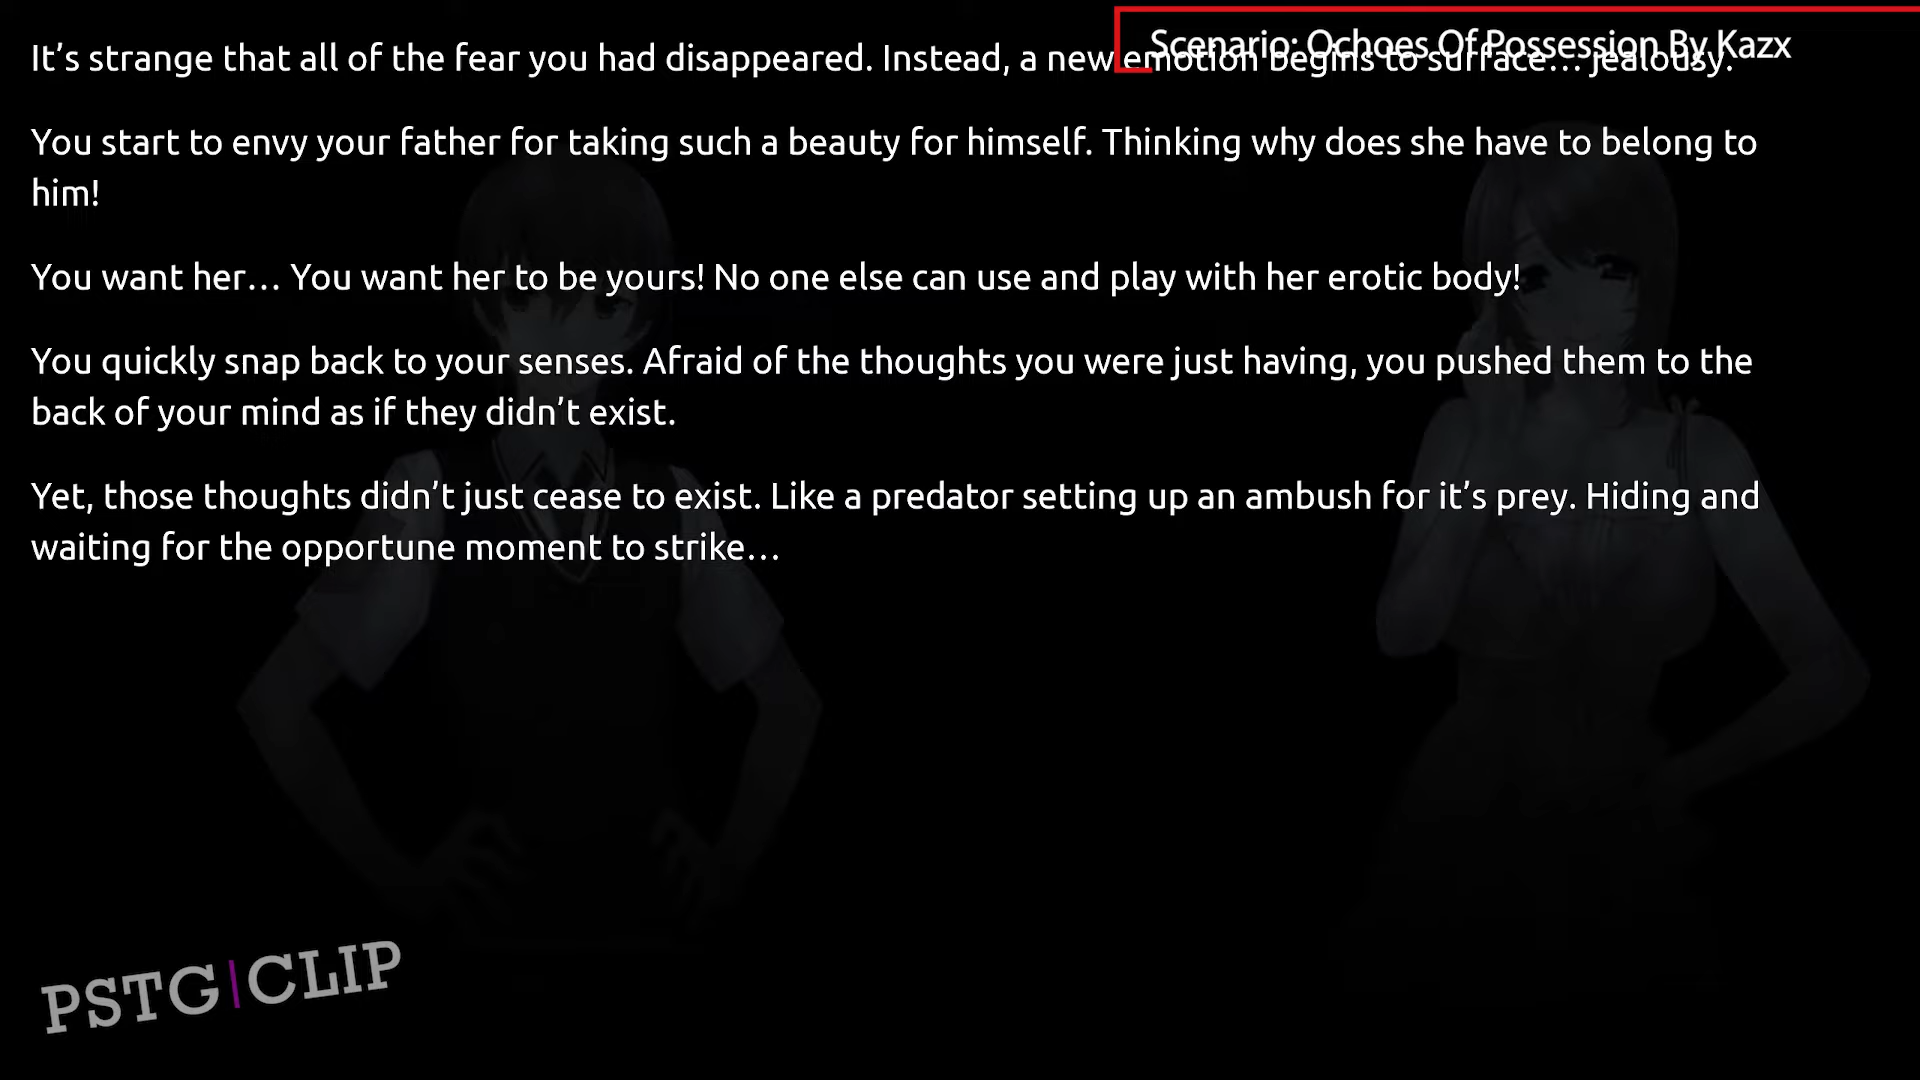 Scenario: Ochoes Of Possession By Kazx
It’s strange that all of the fear you had disappeared. Instead, a new emotion begins to surface… jealousy.
You start to envy your father for taking such a beauty for himself. Thinking why does she have to belong to
him!
You want her… You want her to be yours! No one else can use and play with her erotic body!
You quickly snap back to your senses. Afraid of the thoughts you were just having, you pushed them to the
back of your mind as if they didn’t exist.
Yet, those thoughts didn’t just cease to exist. Like a predator setting up an ambush for it’s prey. Hiding and
waiting for the opportune moment to strike…
PSTG|CLIP